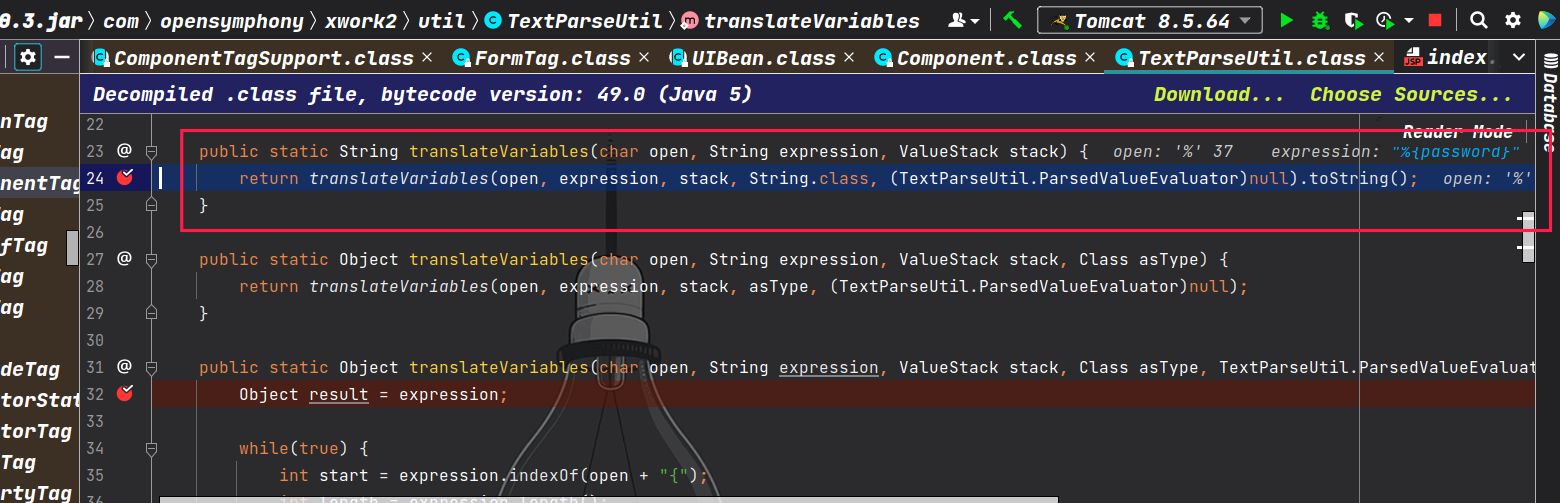 0.3.jar 〉 com 〉 opensymphony 〉 xwork2 〉 util 〉 TextParseUtil 〉 translateVariables Tomcat 8.5.64
ComponentTagSupport.class × FormTag.class × UIBean.class × Component.class × TextParseUtil.class × index.
Decompiled .class file, bytecode version: 49.0 (Java 5) Download... Choose Sources...
Database
Reader Mode
nTag
ag
nentTag
ag
fTag
ag
ag
deTag
torStat
torTag
Tag
rtyTag
22
23 @ public static String translateVariables(char open, String expression, ValueStack stack) { open: '%' 37 expression: "%{password}"
24 return translateVariables(open, expression, stack, String.class, (TextParseUtil.ParsedValueEvaluator)null).toString(); open: '%'
25 }
26
27 @ public static Object translateVariables(char open, String expression, ValueStack stack, Class asType) {
28 return translateVariables(open, expression, stack, asType, (TextParseUtil.ParsedValueEvaluator)null);
29 }
30
31 @ public static Object translateVariables(char open, String expression, ValueStack stack, Class asType, TextParseUtil.ParsedValueEvaluat
32 Object result = expression;
33
34 while(true) {
35 int start = expression.indexOf(open + "{");
36 int length = expression.length();